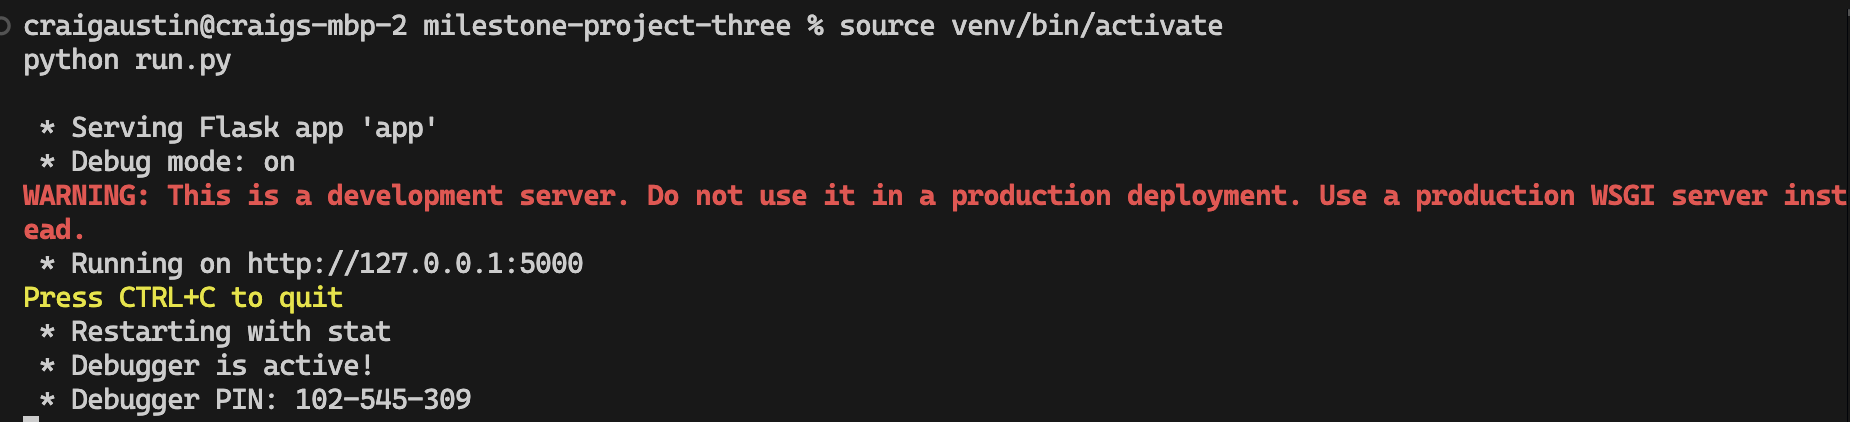 craigaustin@craigs-mbp-2 milestone-project-three % source venv/bin/activate
python run.py
* Serving Flask app 'app'
* Debug mode: on
WARNING: This is a development server. Do not use it in a production deployment. Use a production WSGI server inst
ead.
* Running on http://127.0.0.1:5000
Press CTRL+C to quit
* Restarting with stat
* Debugger is active!
* Debugger PIN: 102-545-309